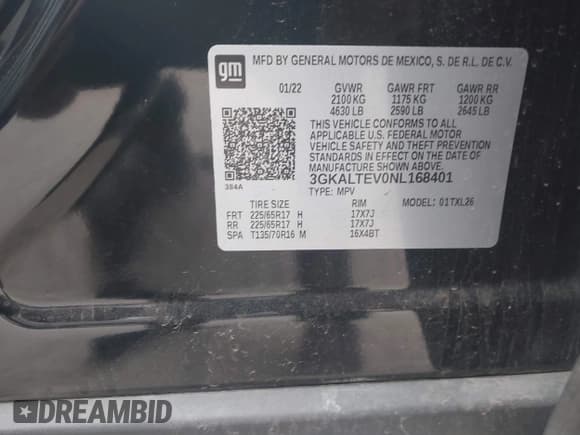 gm
MFD BY GENERAL MOTORS DE MEXICO, S. DE R.L. DE C.V.
01/22 GVWR GAWR FRT GAWR RR
2100 KG 1175 KG 1200 KG
4630 LB 2590 LB 2645 LB
THIS VEHICLE CONFORMS TO ALL
APPLICABLE U.S. FEDERAL MOTOR
VEHICLE SAFETY AND THEFT PREVENTION
STANDARDS IN EFFECT ON THE DATE OF
MANUFACTURE SHOWN ABOVE.
384A 3GKALTEV0NL168401
TYPE: MPV
TIRE SIZE RIM MODEL: 01TXL26
FRT 225/65R17 H 17X7J
RR 225/65R17 H 17X7J
SPA T135/70R16 M 16X4BT
DREAMBID